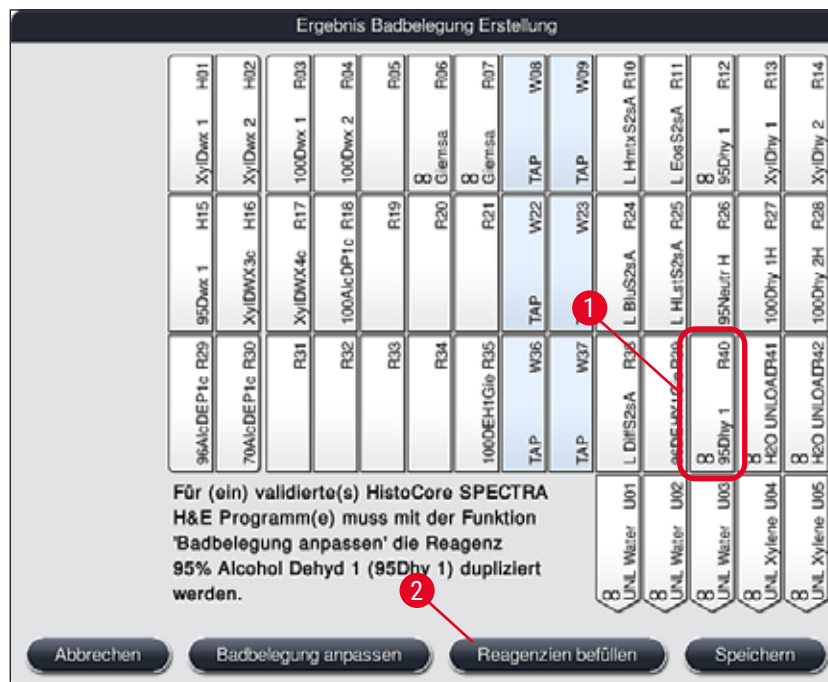 Ergebnis Badbelegung Erstellung
XylDwx 1 H01
XylDwx 2 H02
100Dwx 1 R03
100Dwx 2 R04
R05
∞
Giemsa R06
∞
Giemsa R07
TAP W08
TAP W09
L HmtxS2sA R10
L EosS2sA R11
∞
95Dhy 1 R12
XylDhy 1 R13
XylDhy 2 R14
95Dwx 1 H15
XylDWX3c H16
XylDWX4c R17
100AlcDP1c R18
R19
R20
R21
TAP W22
TAP W23
L BluS2sA R24
L HLstS2sA R25
95Neutr H R26
100Dhy 1H R27
100Dhy 2H R28
96AlcDEP1c R29
70AlcDEP1c R30
R31
R32
R33
R34
100DEH1Gie R35
TAP W36
TAP W37
L DiffS2sA R38
R39
∞
95Dhy 1 R40
∞
H2O UNLOAD R41
∞
H2O UNLOAD R42
∞
UNL Water U01
∞
UNL Water U02
∞
UNL Water U03
∞
UNL Xylene U04
∞
UNL Xylene U05
1
Für (ein) validierte(s) HistoCore SPECTRA
H&E Programm(e) muss mit der Funktion
'Badbelegung anpassen' die Reagenz
95% Alcohol Dehyd 1 (95Dhy 1) dupliziert
werden.
2
Abbrechen
Badbelegung anpassen
Reagenzien befüllen
Speichern